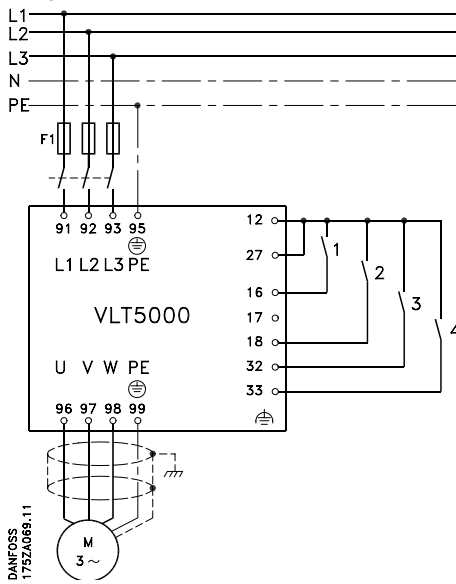 L1
L2
L3
N
PE
F1
91 92 93 95
L1 L2 L3 PE
VLT5000
U V W PE
96 97 98 99
12
27
16
17
18
32
33
1
2
3
4
M
3 ~
DANFOSS
175ZA069.11